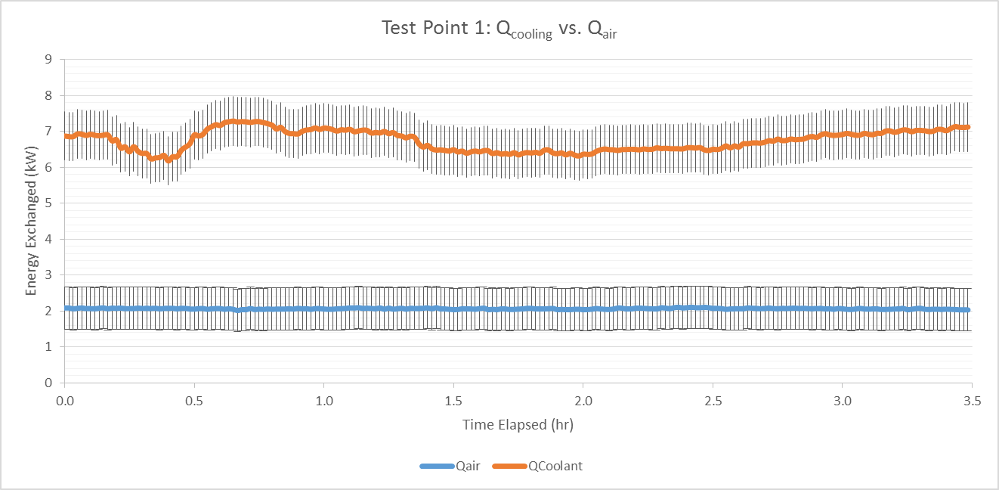 Test Point 1: Qcooling vs. Qair
9
8
7
6
5
4
3
2
1
0
Energy Exchanged (kW)
0.0 0.5 1.0 1.5 2.0 2.5 3.0 3.5
Time Elapsed (hr)
Qair QCoolant